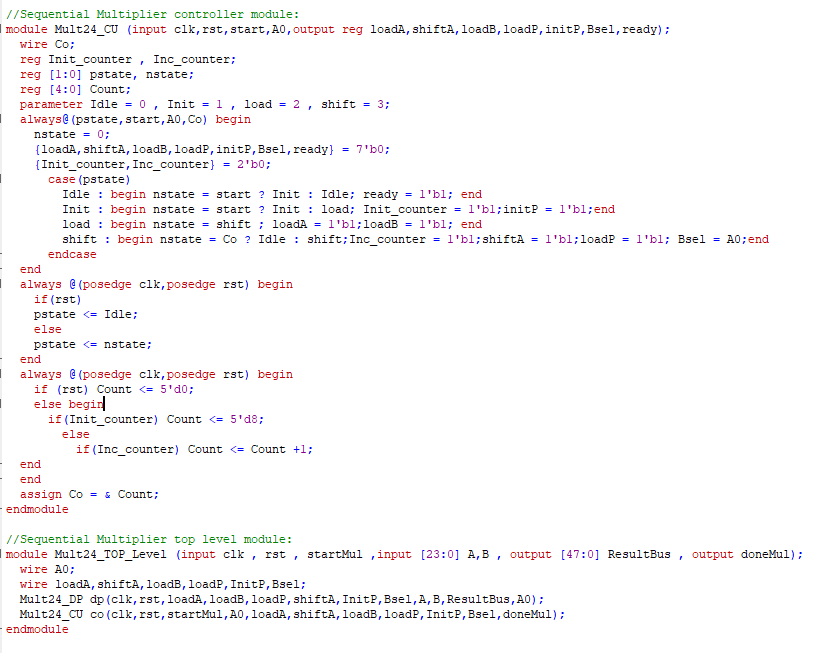 //Sequential Multiplier controller module:
module Mult24_CU (input clk,rst,start,A0,output reg loadA,shiftA,loadB,loadP,initP,Bsel,ready);
wire Co;
reg Init_counter , Inc_counter;
reg [1:0] pstate, nstate;
reg [4:0] Count;
parameter Idle = 0 , Init = 1 , load = 2 , shift = 3;
always@(pstate,start,A0,Co) begin
nstate = 0;
{loadA,shiftA,loadB,loadP,initP,Bsel,ready} = 7'b0;
{Init_counter,Inc_counter} = 2'b0;
case(pstate)
Idle : begin nstate = start ? Init : Idle; ready = 1'b1; end
Init : begin nstate = start ? Init : load; Init_counter = 1'b1;initP = 1'b1;end
load : begin nstate = shift ; loadA = 1'b1;loadB = 1'b1; end
shift : begin nstate = Co ? Idle : shift;Inc_counter = 1'b1;shiftA = 1'b1;loadP = 1'b1; Bsel = A0;end
endcase
end
always @(posedge clk,posedge rst) begin
if(rst)
pstate <= Idle;
else
pstate <= nstate;
end
always @(posedge clk,posedge rst) begin
if (rst) Count <= 5'd0;
else begin
if(Init_counter) Count <= 5'd8;
else
if(Inc_counter) Count <= Count +1;
end
end
assign Co = & Count;
endmodule
//Sequential Multiplier top level module:
module Mult24_TOP_Level (input clk , rst , startMul ,input [23:0] A,B , output [47:0] ResultBus , output doneMul);
wire A0;
wire loadA,shiftA,loadB,loadP,InitP,Bsel;
Mult24_DP dp(clk,rst,loadA,loadB,loadP,shiftA,InitP,Bsel,A,B,ResultBus,A0);
Mult24_CU co(clk,rst,startMul,A0,loadA,shiftA,loadB,loadP,InitP,Bsel,doneMul);
endmodule